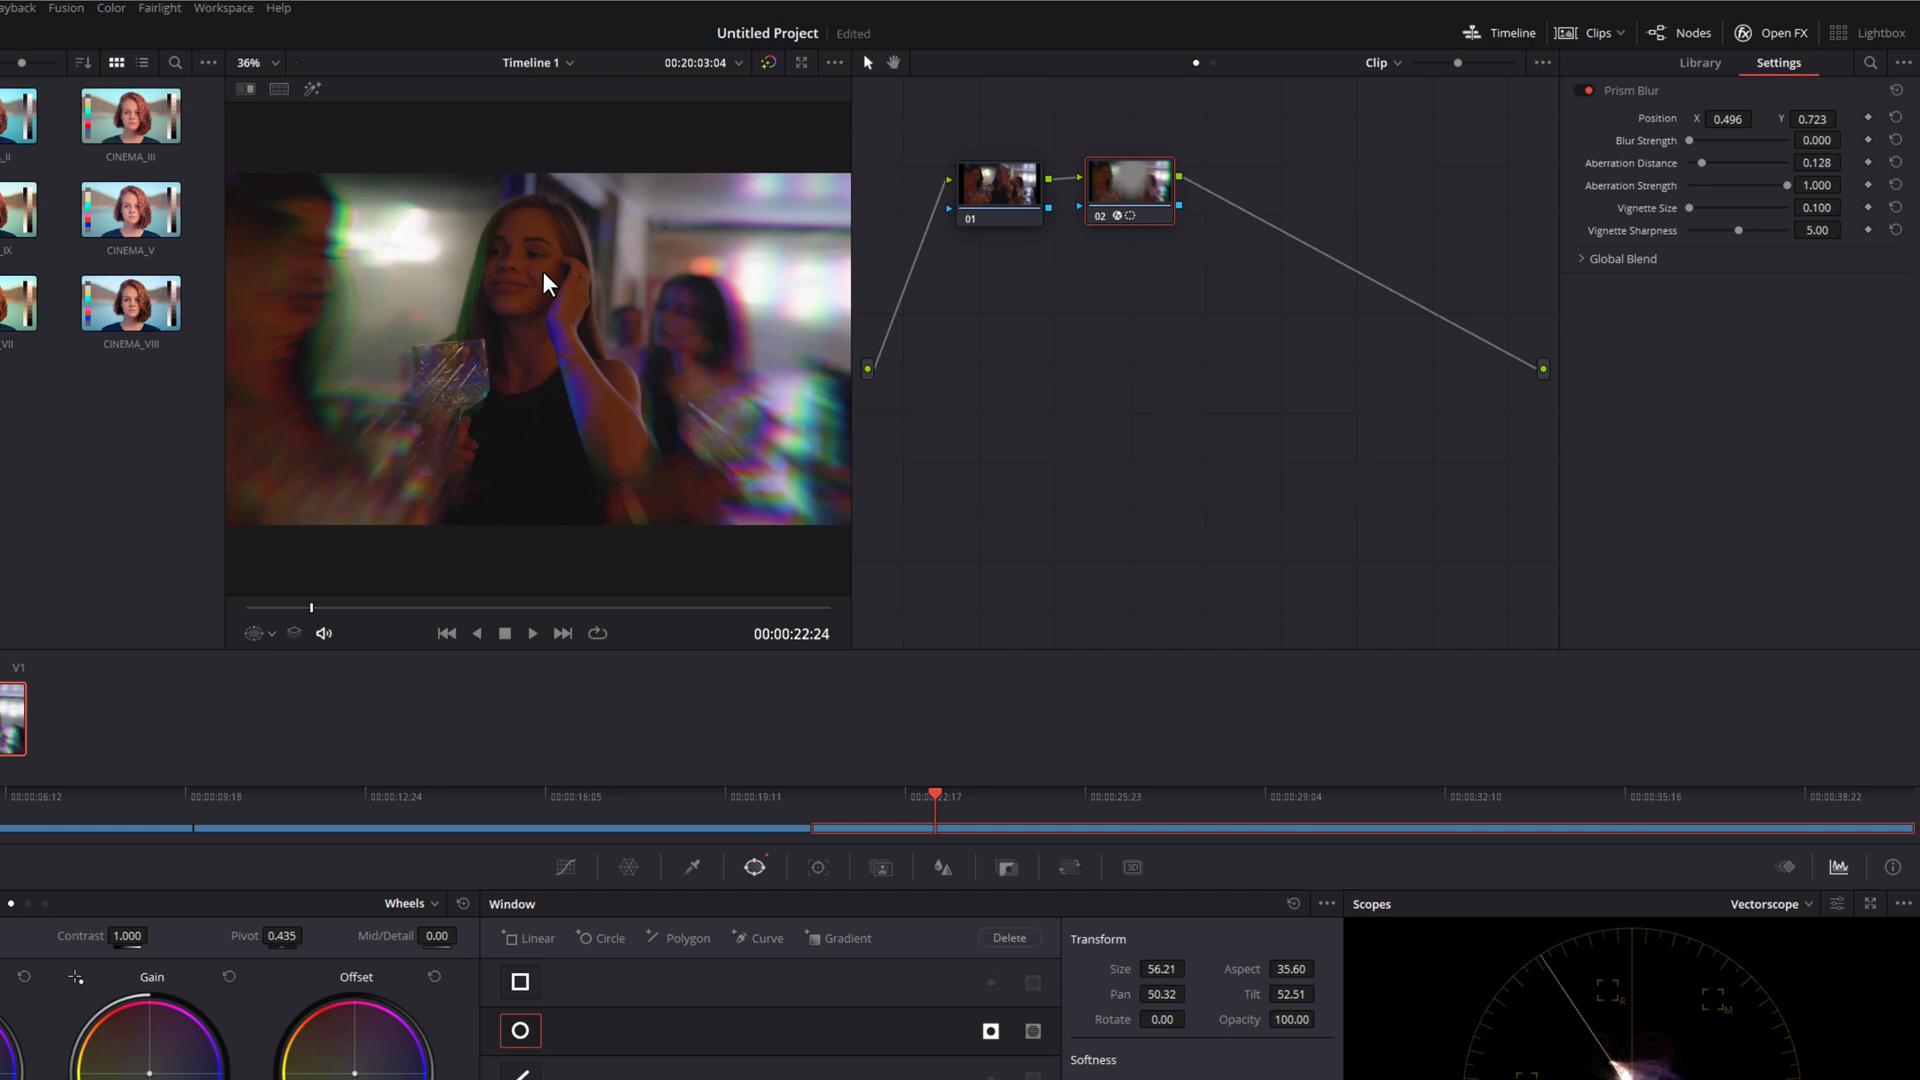 ayback Fusion Color Fairlight Workspace Help
Untitled Project Edited
Timeline Clips Nodes Open FX Lightbox
36% Timeline 1 00:20:03:04 Clip Library Settings
Prism Blur
Position X 0.496 Y 0.723
Blur Strength 0.000
Aberration Distance 0.128
Aberration Strength 1.000
Vignette Size 0.100
Vignette Sharpness 5.00
Global Blend
_II CINEMA_III
_IX CINEMA_V
VII CINEMA_VIII
01 02
00:00:22:24
V1
00:00:06:12 00:00:09:18 00:00:12:24 00:00:16:05 00:00:19:11 22:17 00:00:25:23 00:00:29:04 00:00:32:10 00:00:35:16 00:00:38:22
3D
Wheels Window Scopes Vectorscope
Contrast 1.000 Pivot 0.435 Mid/Detail 0.00
Linear Circle Polygon Curve Gradient Delete
Gain Offset
Transform
Size 56.21 Aspect 35.60
Pan 50.32 Tilt 52.51
Rotate 0.00 Opacity 100.00
Softness
R M